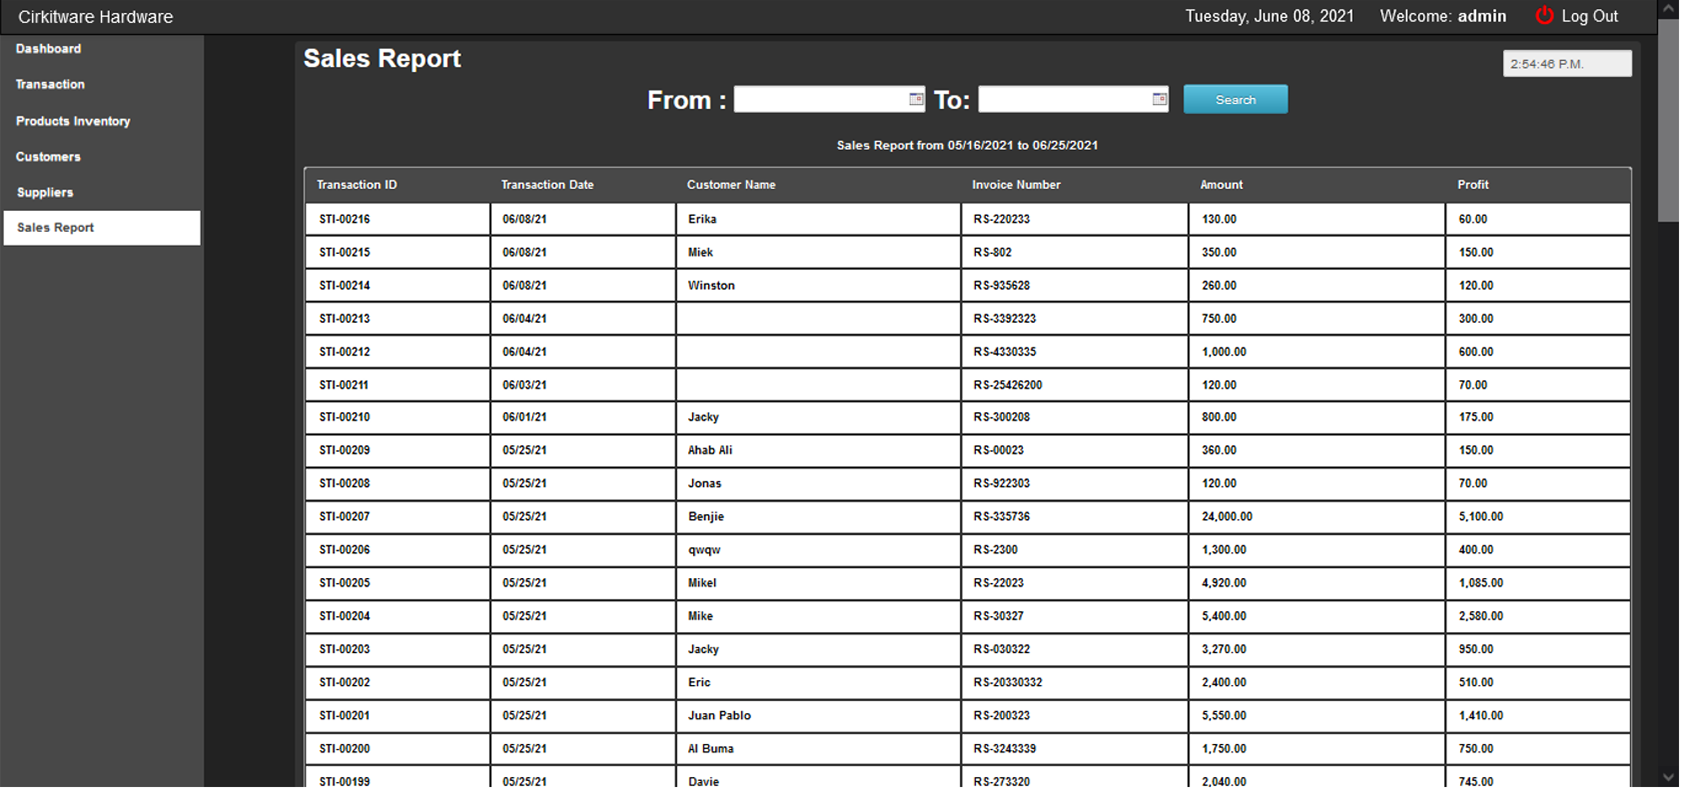 Cirkitware Hardware Tuesday, June 08, 2021 Welcome: admin Log Out
Dashboard
Transaction
Products Inventory
Customers
Suppliers
Sales Report
Sales Report
2:54:46 P.M.
From : To: Search
Sales Report from 05/16/2021 to 06/25/2021
Transaction ID Transaction Date Customer Name Invoice Number Amount Profit
STI-00216 06/08/21 Erika RS-220233 130.00 60.00
STI-00215 06/08/21 Miek RS-802 350.00 150.00
STI-00214 06/08/21 Winston RS-935628 260.00 120.00
STI-00213 06/04/21 RS-3392323 750.00 300.00
STI-00212 06/04/21 RS-4330335 1,000.00 600.00
STI-00211 06/03/21 RS-25426200 120.00 70.00
STI-00210 06/01/21 Jacky RS-300208 800.00 175.00
STI-00209 05/25/21 Ahab Ali RS-00023 360.00 150.00
STI-00208 05/25/21 Jonas RS-922303 120.00 70.00
STI-00207 05/25/21 Benjie RS-335736 24,000.00 5,100.00
STI-00206 05/25/21 qwqw RS-2300 1,300.00 400.00
STI-00205 05/25/21 Mikel RS-22023 4,920.00 1,085.00
STI-00204 05/25/21 Mike RS-30327 5,400.00 2,580.00
STI-00203 05/25/21 Jacky RS-030322 3,270.00 950.00
STI-00202 05/25/21 Eric RS-20330332 2,400.00 510.00
STI-00201 05/25/21 Juan Pablo RS-200323 5,550.00 1,410.00
STI-00200 05/25/21 Al Buma RS-3243339 1,750.00 750.00
STI-00199 05/25/21 Davie RS-273320 2,040.00 745.00